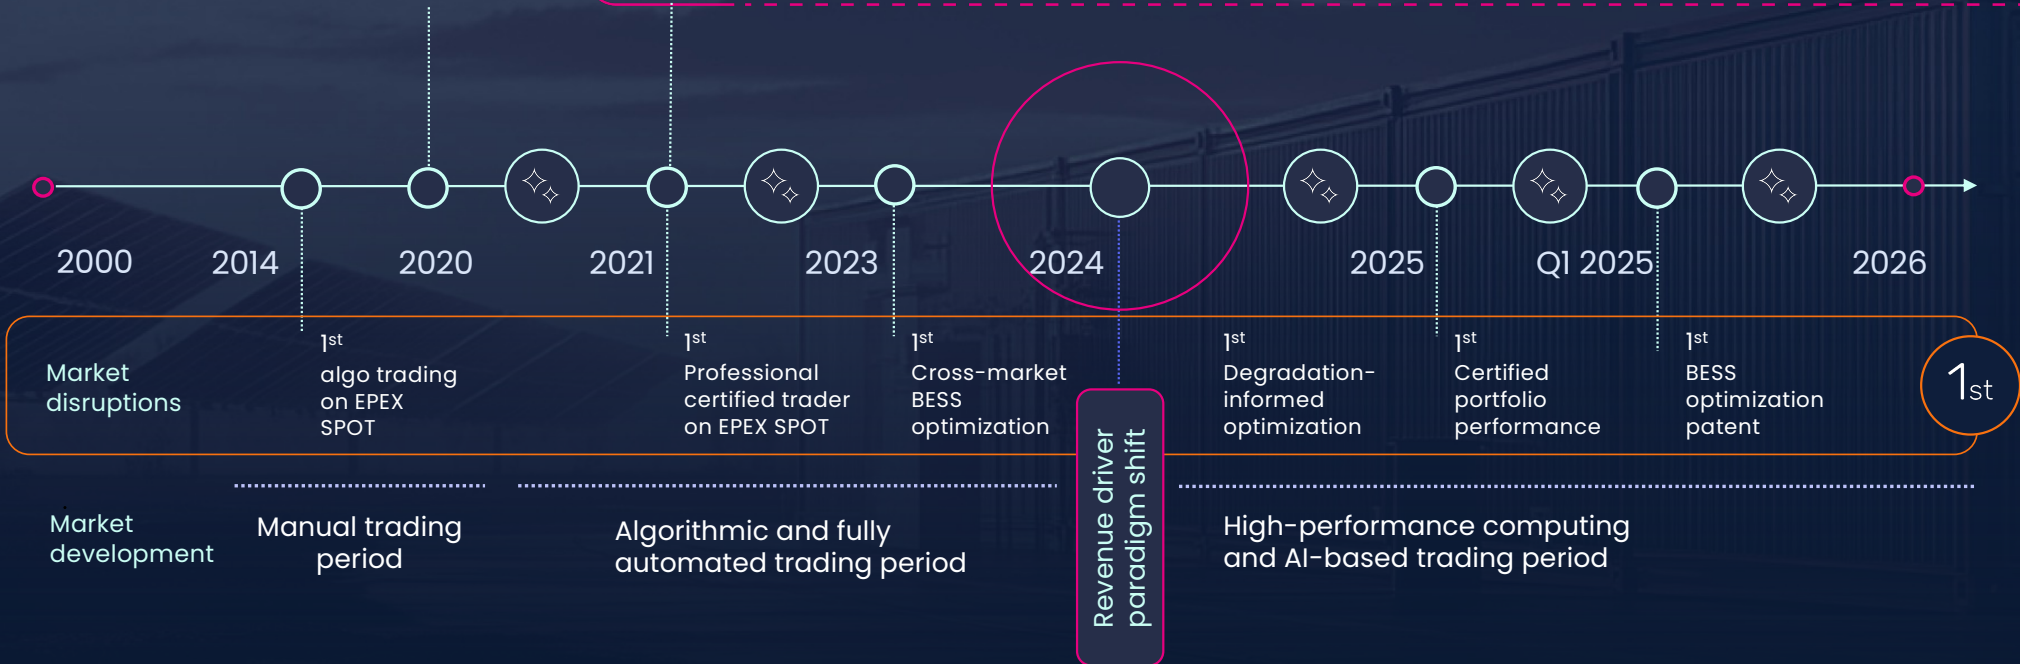 2000
2014
2020
2021
2023
2024
2025
Q1 2025
2026
Market
disruptions
1st
algo trading
on EPEX
SPOT
1st
Professional
certified trader
on EPEX SPOT
1st
Cross-market
BESS
optimization
1st
Degradation-
informed
optimization
1st
Certified
portfolio
performance
1st
BESS
optimization
patent
1st
Revenue driver
paradigm shift
Market
development
Manual trading
period
Algorithmic and fully
automated trading period
High-performance computing
and AI-based trading period